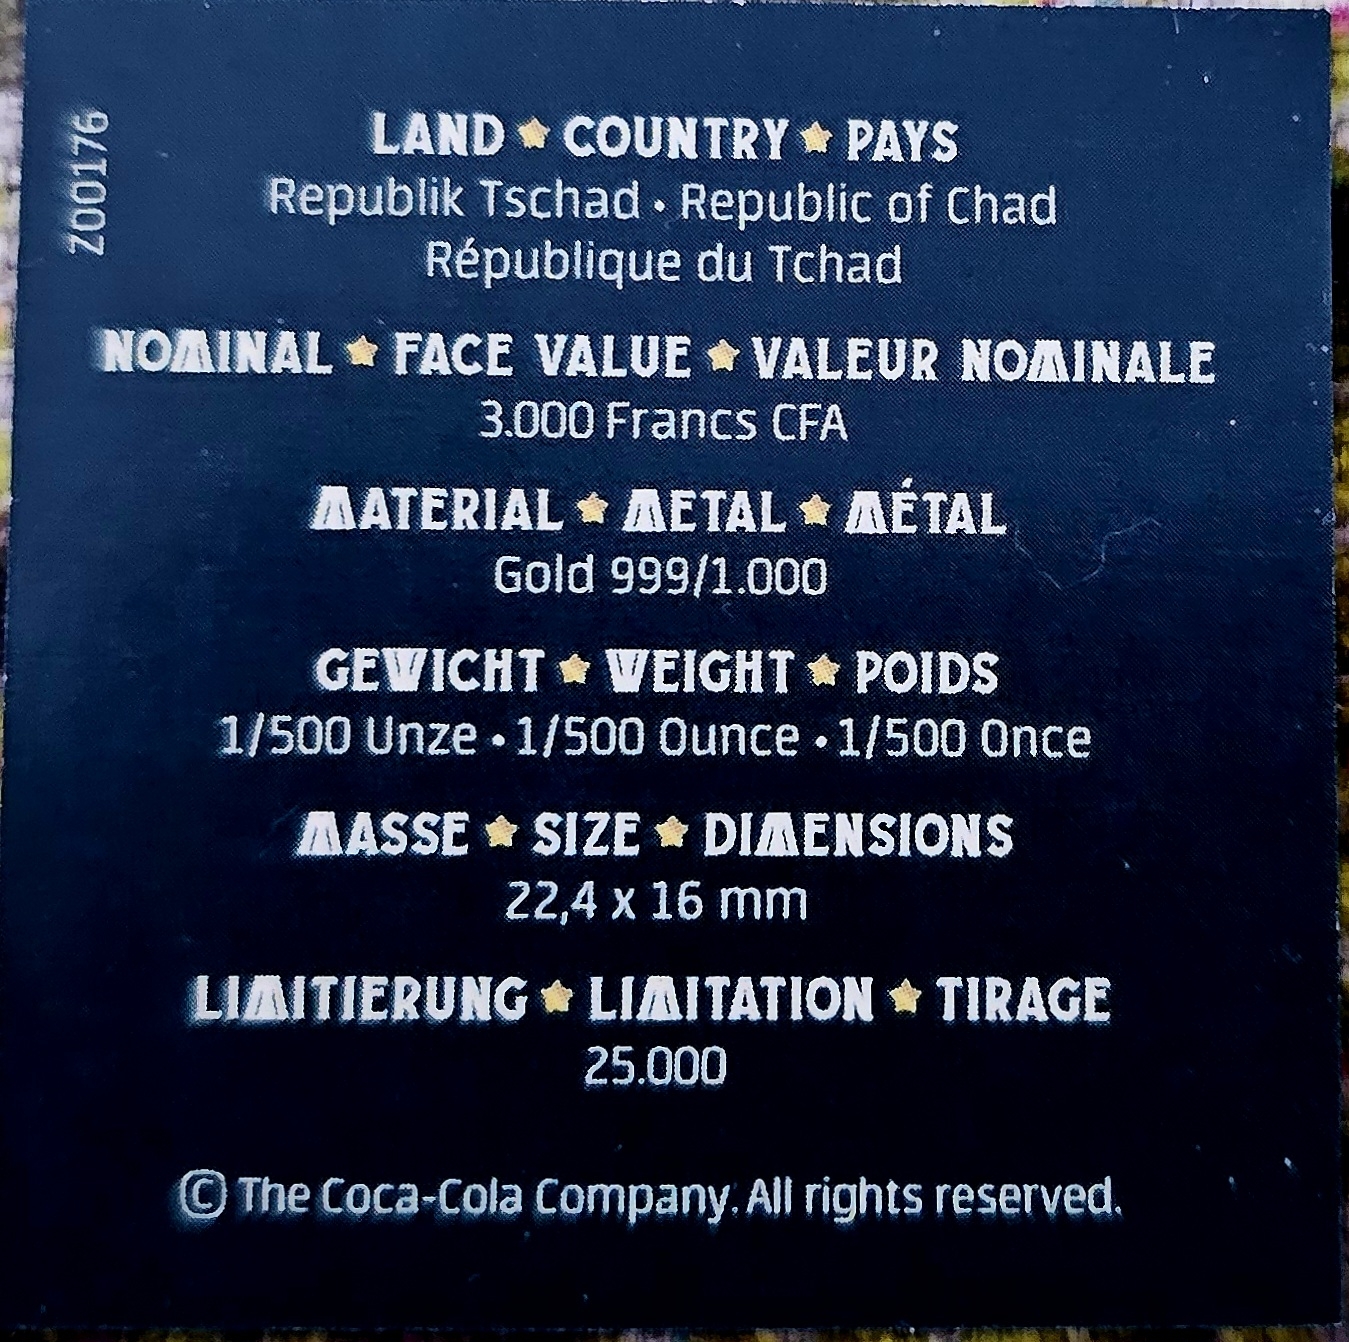 Z00176
LAND ★ COUNTRY ★ PAYS
Republik Tschad • Republic of Chad
République du Tchad
NOMINAL ★ FACE VALUE ★ VALEUR NOMINALE
3.000 Francs CFA
MATERIAL ★ METAL ★ MÉTAL
Gold 999/1.000
GEWICHT ★ WEIGHT ★ POIDS
1/500 Unze • 1/500 Ounce • 1/500 Once
MASSE ★ SIZE ★ DIMENSIONS
22,4 x 16 mm
LIMITIERUNG ★ LIMITATION ★ TIRAGE
25.000
© The Coca-Cola Company. All rights reserved.